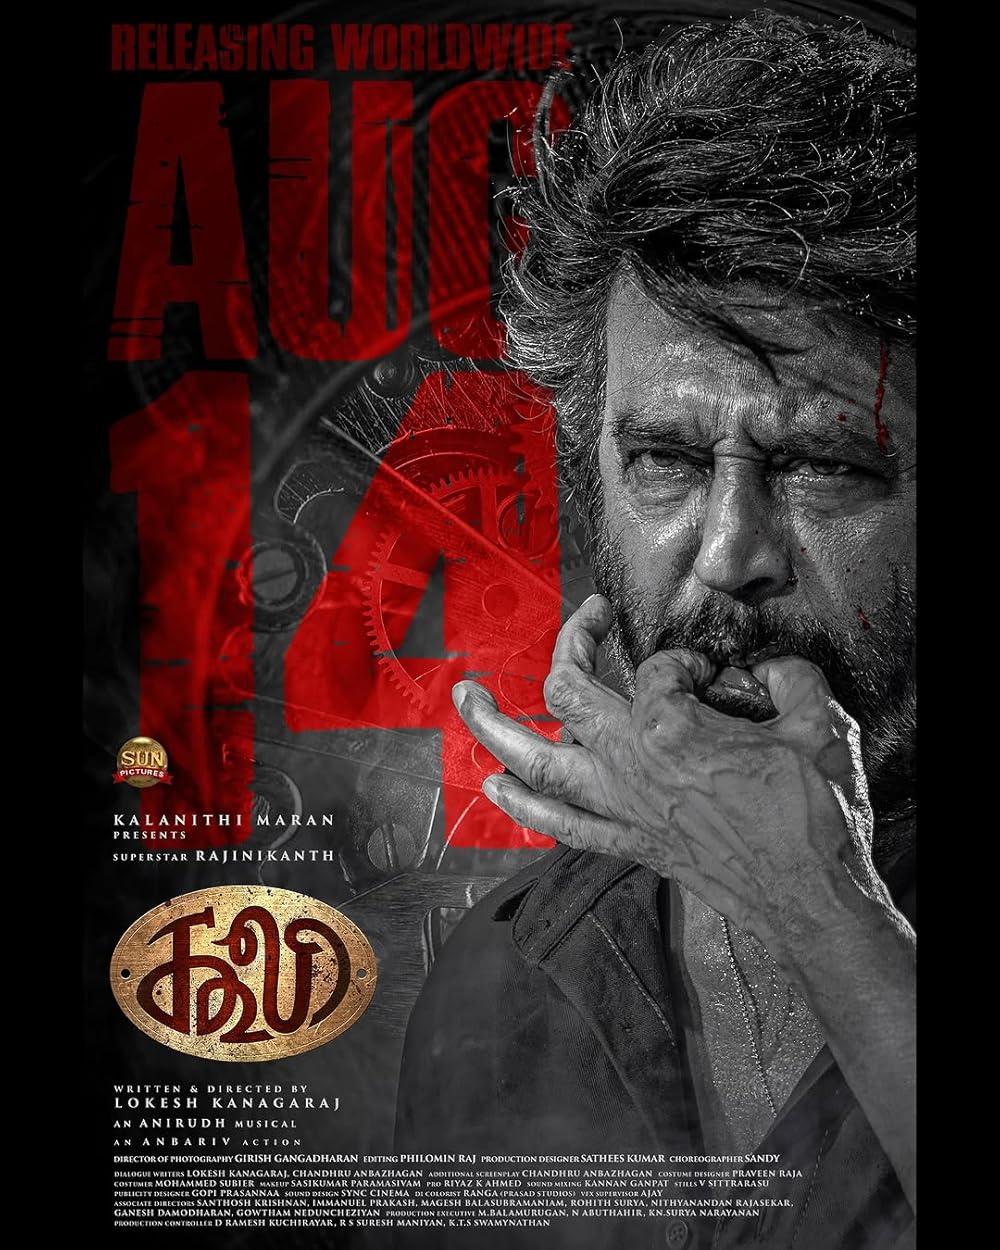 RELEASING WORLDWIDE
AUG
14
SUN
PICTURES
KALANITHI MARAN
PRESENTS
SUPERSTAR RAJINIKANTH
கூலி
WRITTEN & DIRECTED BY
LOKESH KANAGARAJ
AN ANIRUDH MUSICAL
AN ANBARIV ACTION
DIRECTOR OF PHOTOGRAPHY GIRISH GANGADHARAN EDITING PHILOMIN RAJ PRODUCTION DESIGNER SATHEES KUMAR CHOREOGRAPHER SANDY
DIALOGUE WRITERS LOKESH KANAGARAJ, CHANDHRU ANBAZHAGAN ADDITIONAL SCREENPLAY CHANDHRU ANBAZHAGAN COSTUME DESIGNER PRAVEEN RAJA
COSTUMER MOHAMMED SUBIER MAKEUP SASIKUMAR PARAMASIVAM PRO RIYAZ K AHMED SOUND MIXING KANNAN GANPAT STILLS V SITTRARASU
PUBLICITY DESIGNER GOPI PRASANNAA SOUND DESIGN SYNC CINEMA DI COLORIST RANGA (PRASAD STUDIOS) VFX SUPERVISOR AJAY
ASSOCIATE DIRECTORS SANTHOSH KRISHNAN, IMMANUEL PRAKASH, MAGESH BALASUBRAMANIAM, ROHITH SURYA, NITHYANANDAN RAJASEKAR,
GANESH DAMODHARAN, GOWTHAM NEDUNCHEZIYAN PRODUCTION EXECUTIVE M.BALAMURUGAN, N ABUTHAHIR, KN.SURYA NARAYANAN
PRODUCTION CONTROLLER D RAMESH KUCHIRAYAR, R S SURESH MANIYAN, K.T.S SWAMYNATHAN